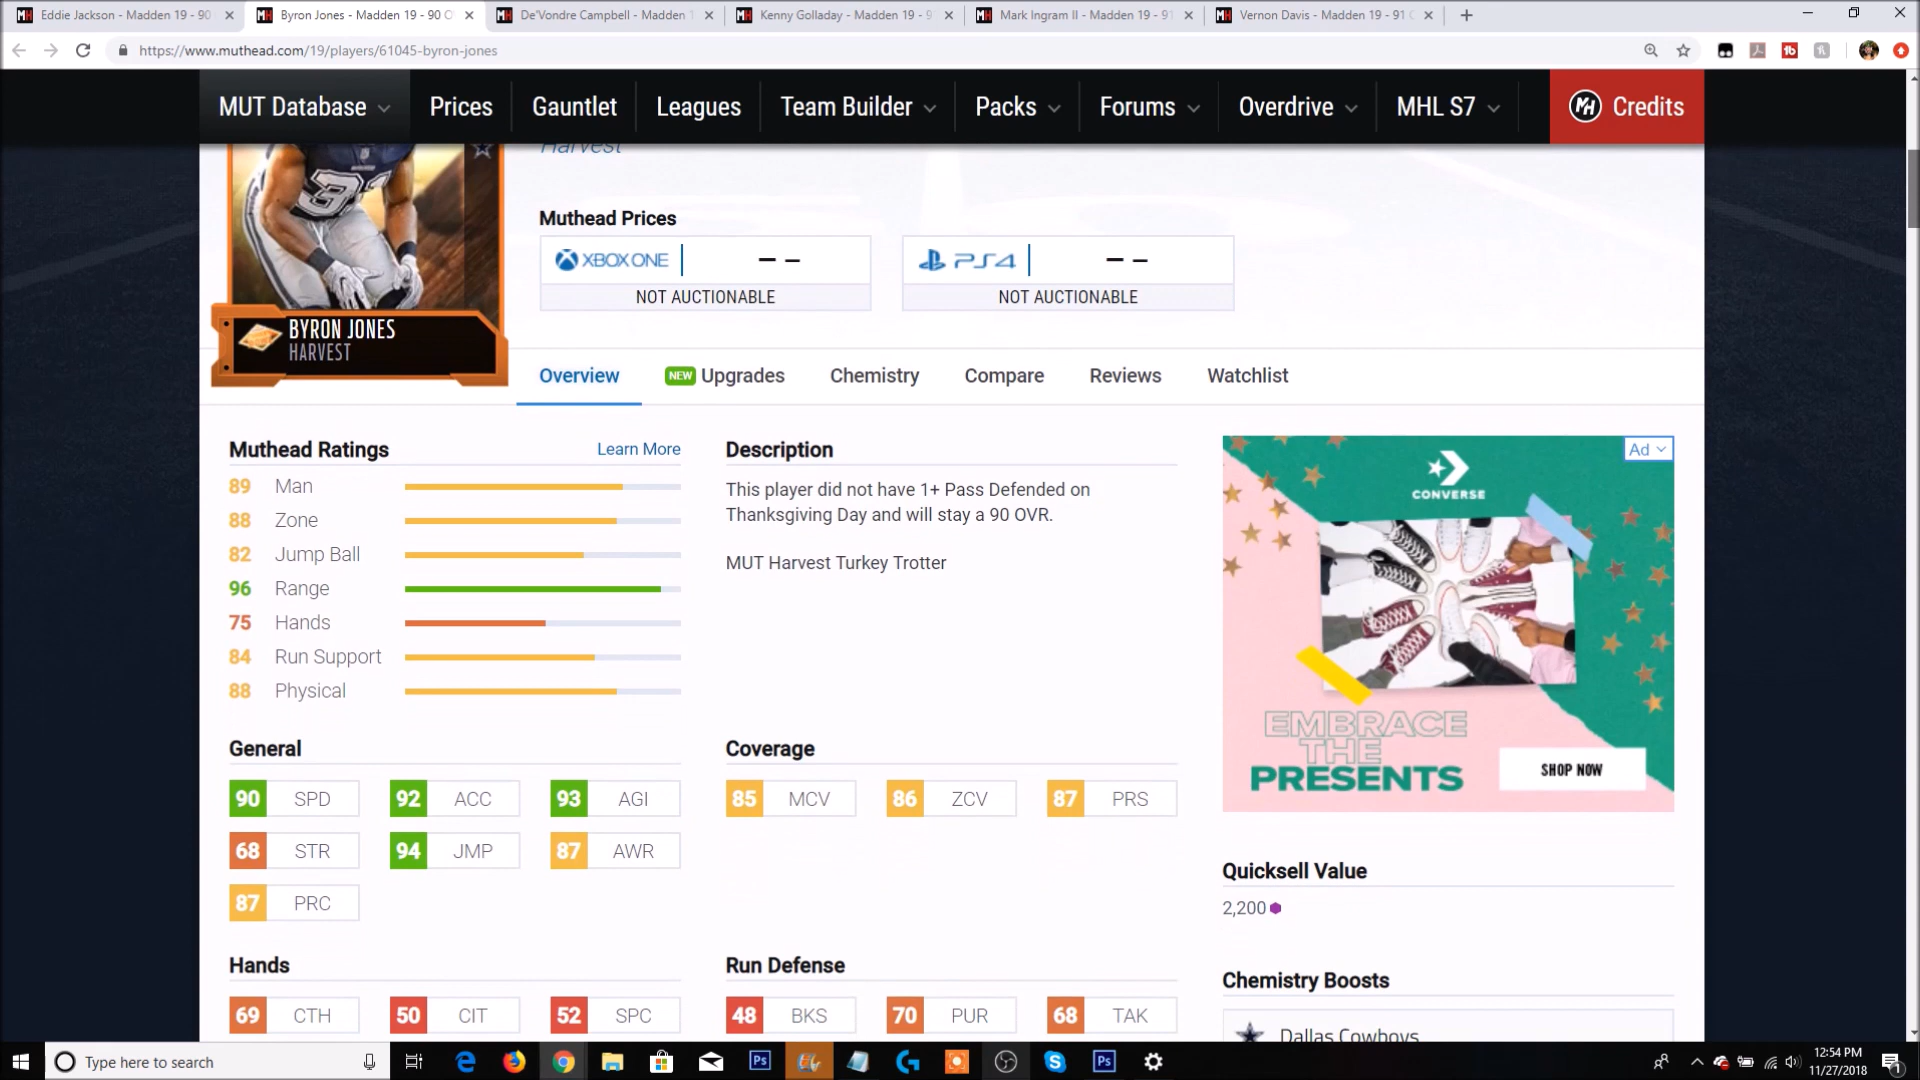 Eddie Jackson - Madden 19 - 90
Byron Jones - Madden 19 - 90 O
De'Vondre Campbell - Madden 1
Kenny Golladay - Madden 19 - 9
Mark Ingram II - Madden 19 - 91
Vernon Davis - Madden 19 - 91 O
https://www.muthead.com/19/players/61045-byron-jones
MUT Database
Prices
Gauntlet
Leagues
Team Builder
Packs
Forums
Overdrive
MHL S7
MH Credits
Harvest
31
BYRON JONES
HARVEST
Muthead Prices
XBOX ONE
– –
NOT AUCTIONABLE
PS4
– –
NOT AUCTIONABLE
Overview
NEW Upgrades
Chemistry
Compare
Reviews
Watchlist
Muthead Ratings
Learn More
89 Man
88 Zone
82 Jump Ball
96 Range
75 Hands
84 Run Support
88 Physical
Description
This player did not have 1+ Pass Defended on
Thanksgiving Day and will stay a 90 OVR.
MUT Harvest Turkey Trotter
Ad
CONVERSE
EMBRACE
THE
PRESENTS
SHOP NOW
General
90 SPD
92 ACC
93 AGI
68 STR
94 JMP
87 AWR
87 PRC
Coverage
85 MCV
86 ZCV
87 PRS
Quicksell Value
2,200
Hands
69 CTH
50 CIT
52 SPC
Run Defense
48 BKS
70 PUR
68 TAK
Chemistry Boosts
Dallas Cowboys
Type here to search
12:54 PM
11/27/2018
1